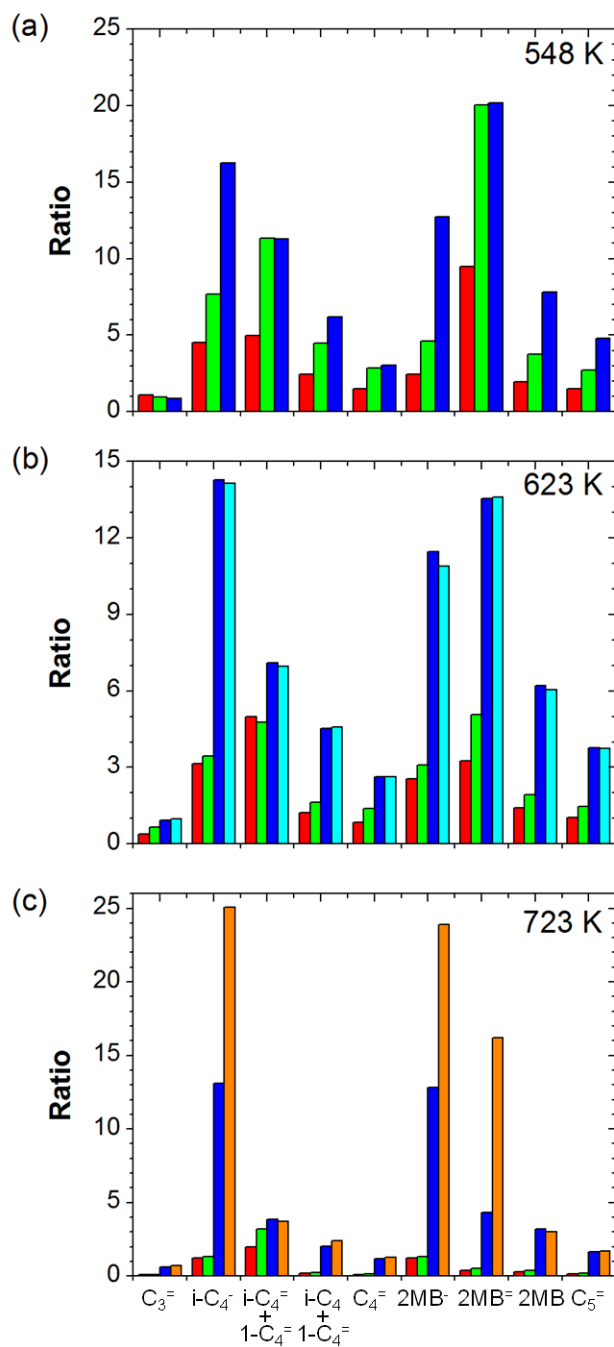 (a)
548 K
Ratio
25
20
15
10
5
0
(b)
623 K
Ratio
15
12
9
6
3
0
(c)
723 K
Ratio
25
20
15
10
5
0
C₃⁼ i-C₄⁻ i-C₄⁼ i-C₄ C₄⁼ 2MB⁻ 2MB⁼ 2MB C₅⁼
+ +
1-C₄⁼ 1-C₄⁼